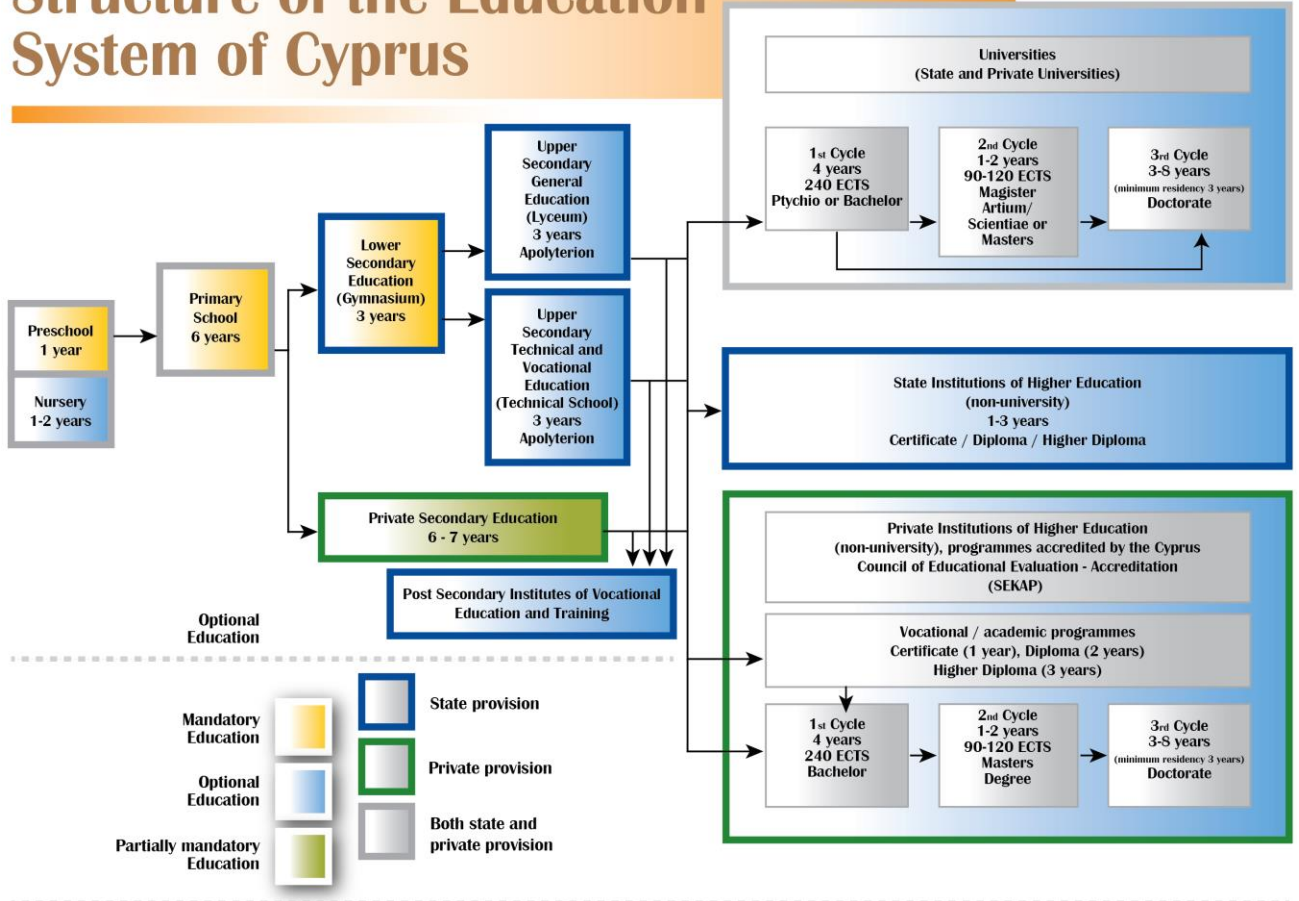 Structure of the Education
System of Cyprus
Preschool
1 year
Nursery
1-2 years
Primary
School
6 years
Lower
Secondary
Education
(Gymnasium)
3 years
Upper
Secondary
General
Education
(Lyceum)
3 years
Apolyterion
Upper
Secondary
Technical and
Vocational
Education
(Technical School)
3 years
Apolyterion
Private Secondary Education
6 - 7 years
Post Secondary Institutes of Vocational
Education and Training
Universities
(State and Private Universities)
1st Cycle
4 years
240 ECTS
Ptychio or Bachelor
2nd Cycle
1-2 years
90-120 ECTS
Magister
Artium/
Scientiae or
Masters
3rd Cycle
3-8 years
(minimum residency 3 years)
Doctorate
State Institutions of Higher Education
(non-university)
1-3 years
Certificate / Diploma / Higher Diploma
Private Institutions of Higher Education
(non-university), programmes accredited by the Cyprus
Council of Educational Evaluation - Accreditation
(SEKAP)
Vocational / academic programmes
Certificate (1 year), Diploma (2 years)
Higher Diploma (3 years)
1st Cycle
4 years
240 ECTS
Bachelor
2nd Cycle
1-2 years
90-120 ECTS
Masters
Degree
3rd Cycle
3-8 years
(minimum residency 3 years)
Doctorate
Optional
Education
Mandatory
Education
Optional
Education
Partially mandatory
Education
State provision
Private provision
Both state and
private provision